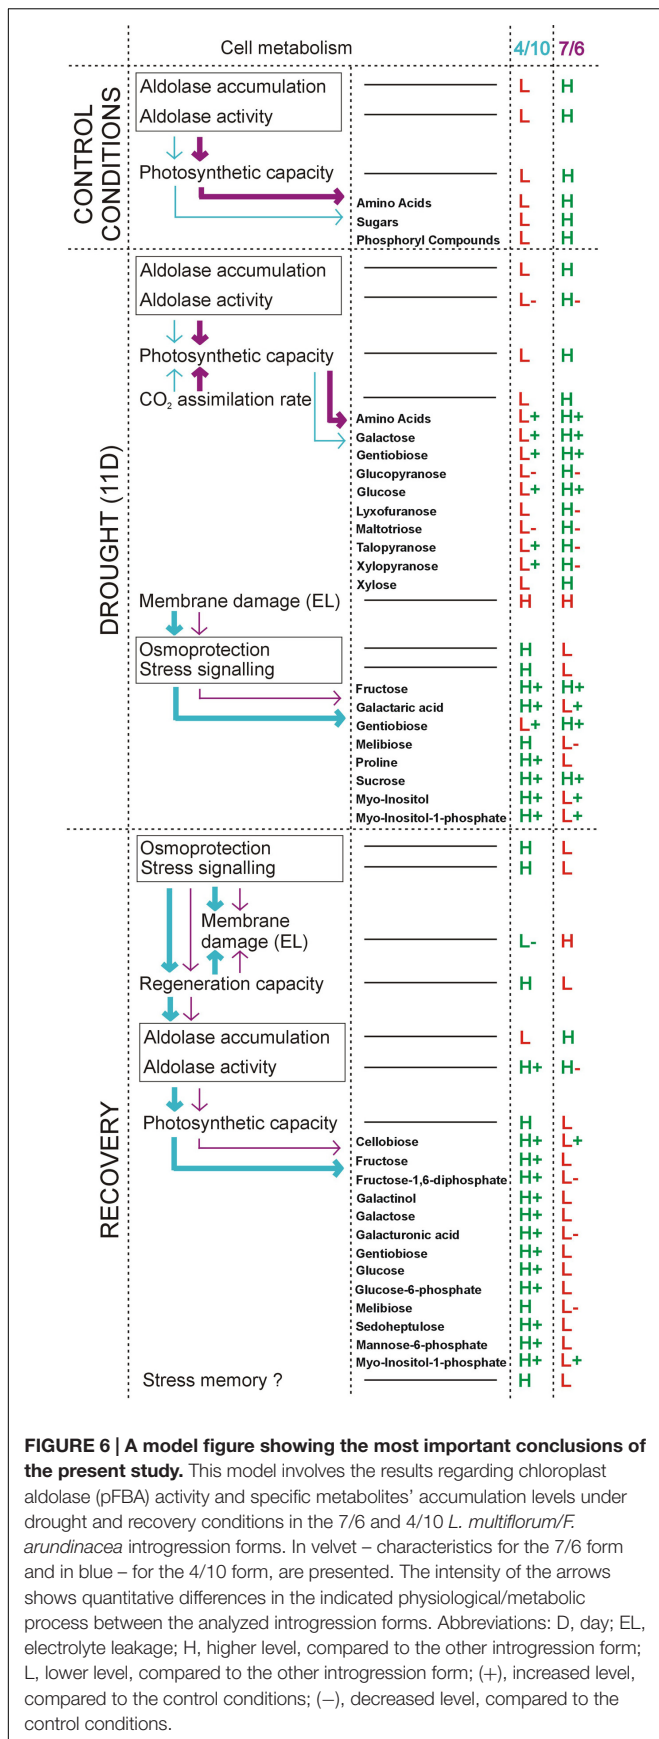 Cell metabolism 4/10 7/6
CONTROL CONDITIONS
Aldolase accumulation L H
Aldolase activity L H
Photosynthetic capacity L H
Amino Acids L H
Sugars L H
Phosphoryl Compounds L H
DROUGHT (11D)
Aldolase accumulation L H
Aldolase activity L- H-
Photosynthetic capacity L H
CO2 assimilation rate L H
Amino Acids L+ H+
Galactose L+ H+
Gentiobiose L+ H+
Glucopyranose L- H-
Glucose L+ H+
Lyxofuranose L H-
Maltotriose L- H-
Talopyranose L+ H-
Xylopyranose L+ H-
Xylose L H
Membrane damage (EL) H H
Osmoprotection H L
Stress signalling H L
Fructose H+ H+
Galactaric acid H+ L+
Gentiobiose L+ H+
Melibiose H L-
Proline H+ L
Sucrose H+ H+
Myo-Inositol H+ L+
Myo-Inositol-1-phosphate H+ L+
RECOVERY
Osmoprotection H L
Stress signalling H L
Membrane
damage (EL) L- H
Regeneration capacity H L
Aldolase accumulation L H
Aldolase activity H+ H-
Photosynthetic capacity H L
Cellobiose H+ L+
Fructose H+ L
Fructose-1,6-diphosphate H+ L-
Galactinol H+ L
Galactose H+ L
Galacturonic acid H+ L-
Gentiobiose H+ L
Glucose H+ L
Glucose-6-phosphate H+ L
Melibiose H L-
Sedoheptulose H+ L
Mannose-6-phosphate H+ L
Myo-Inositol-1-phosphate H+ L+
Stress memory ? H L
FIGURE 6 | A model figure showing the most important conclusions of
the present study. This model involves the results regarding chloroplast
aldolase (pFBA) activity and specific metabolites' accumulation levels under
drought and recovery conditions in the 7/6 and 4/10 L. multiflorum/F.
arundinacea introgression forms. In velvet – characteristics for the 7/6 form
and in blue – for the 4/10 form, are presented. The intensity of the arrows
shows quantitative differences in the indicated physiological/metabolic
process between the analyzed introgression forms. Abbreviations: D, day; EL,
electrolyte leakage; H, higher level, compared to the other introgression form;
L, lower level, compared to the other introgression form; (+), increased level,
compared to the control conditions; (−), decreased level, compared to the
control conditions.